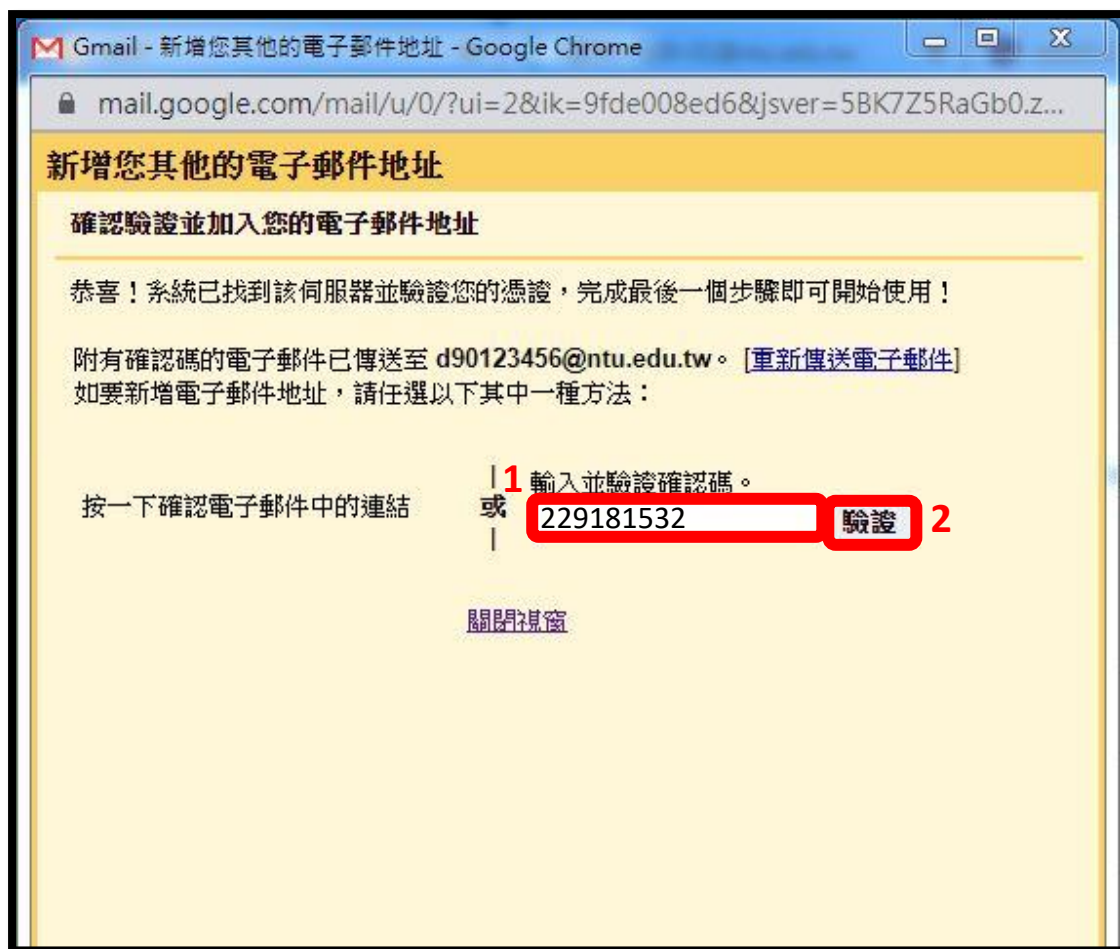 Gmail - 新增您其他的電子郵件地址 - Google Chrome
mail.google.com/mail/u/0/?ui=2&ik=9fde008ed6&jsver=5BK7Z5RaGb0.z...
新增您其他的電子郵件地址
確認驗證並加入您的電子郵件地址
恭喜！系統已找到該伺服器並驗證您的憑證，完成最後一個步驟即可開始使用！
附有確認碼的電子郵件已傳送至 d90123456@ntu.edu.tw。 [重新傳送電子郵件]
如要新增電子郵件地址，請任選以下其中一種方法：
按一下確認電子郵件中的連結
| 或 |
1 輸入並驗證確認碼。
229181532 驗證 2
關閉視窗